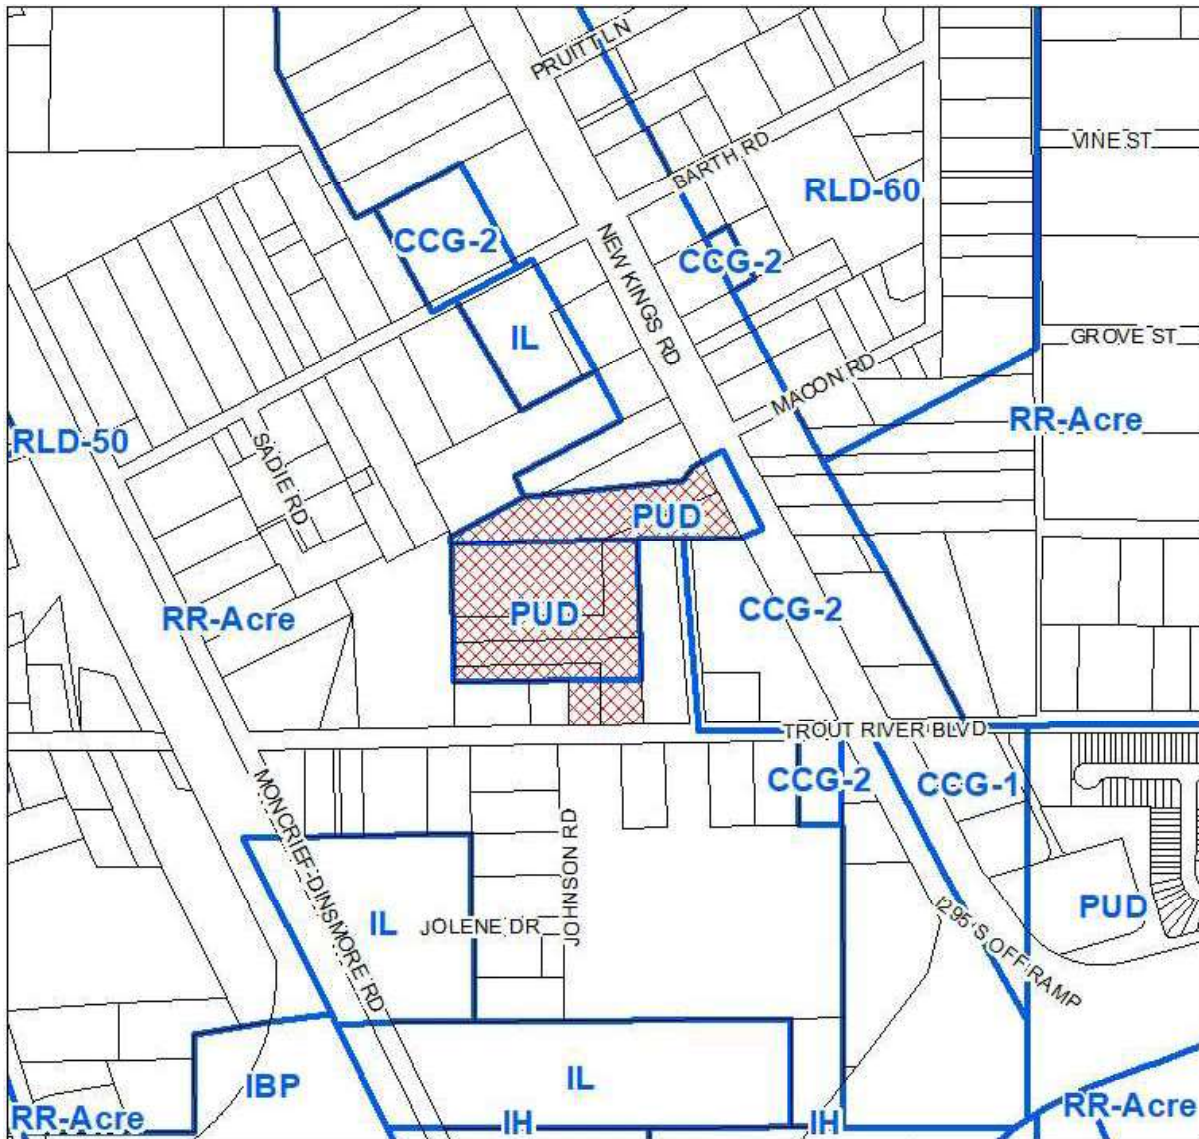 PRUITT LN
VINE ST
BARTH RD
RLD-60
CCG-2
NEW KINGS RD
CCG-2
IL
GROVE ST
MACON RD
RR-Acre
RLD-50
SADIE RD
PUD
PUD
CCG-2
RR-Acre
TROUT RIVER BLVD
CCG-2
CCG-1
MONCRIEF-DINSMORE RD
JOHNSON RD
PUD
IL
JOLENE DR
I295 S OFF RAMP
IL
IBP
RR-Acre
RR-Acre
IH
IH